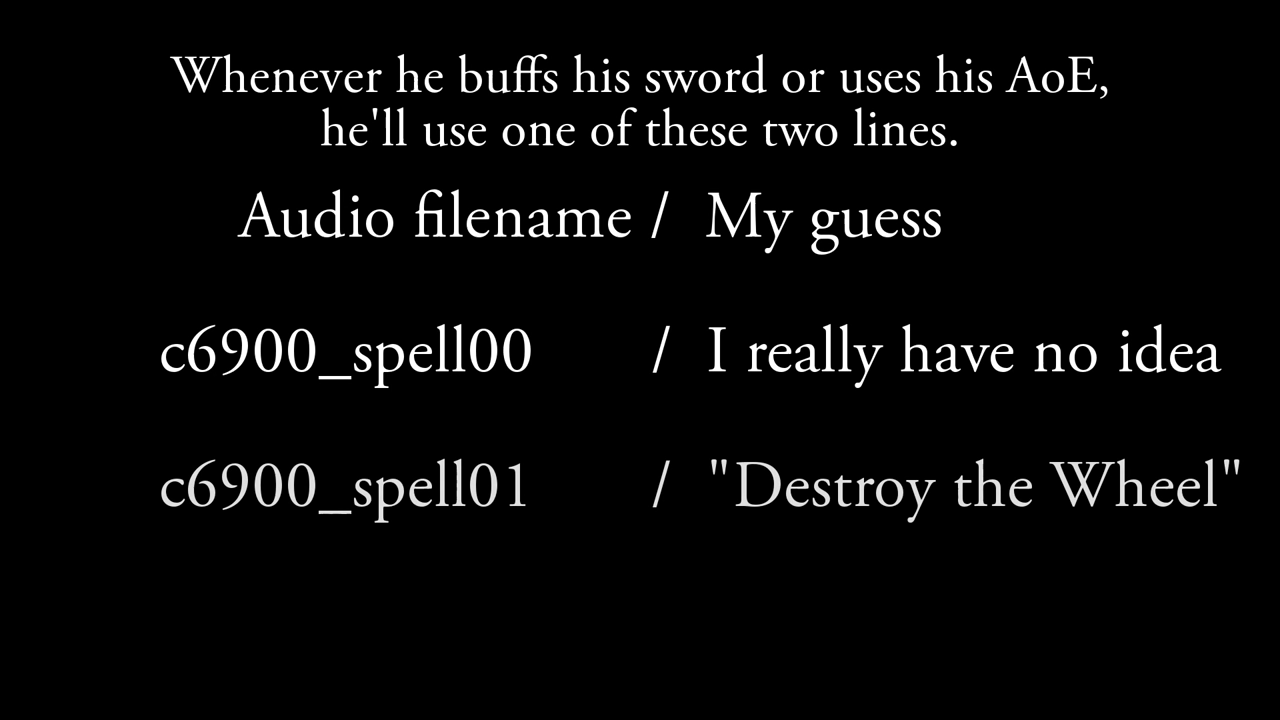 Whenever he buffs his sword or uses his AoE,
he'll use one of these two lines.
Audio filename / My guess
c6900_spell00 / I really have no idea
c6900_spell01 / "Destroy the Wheel"